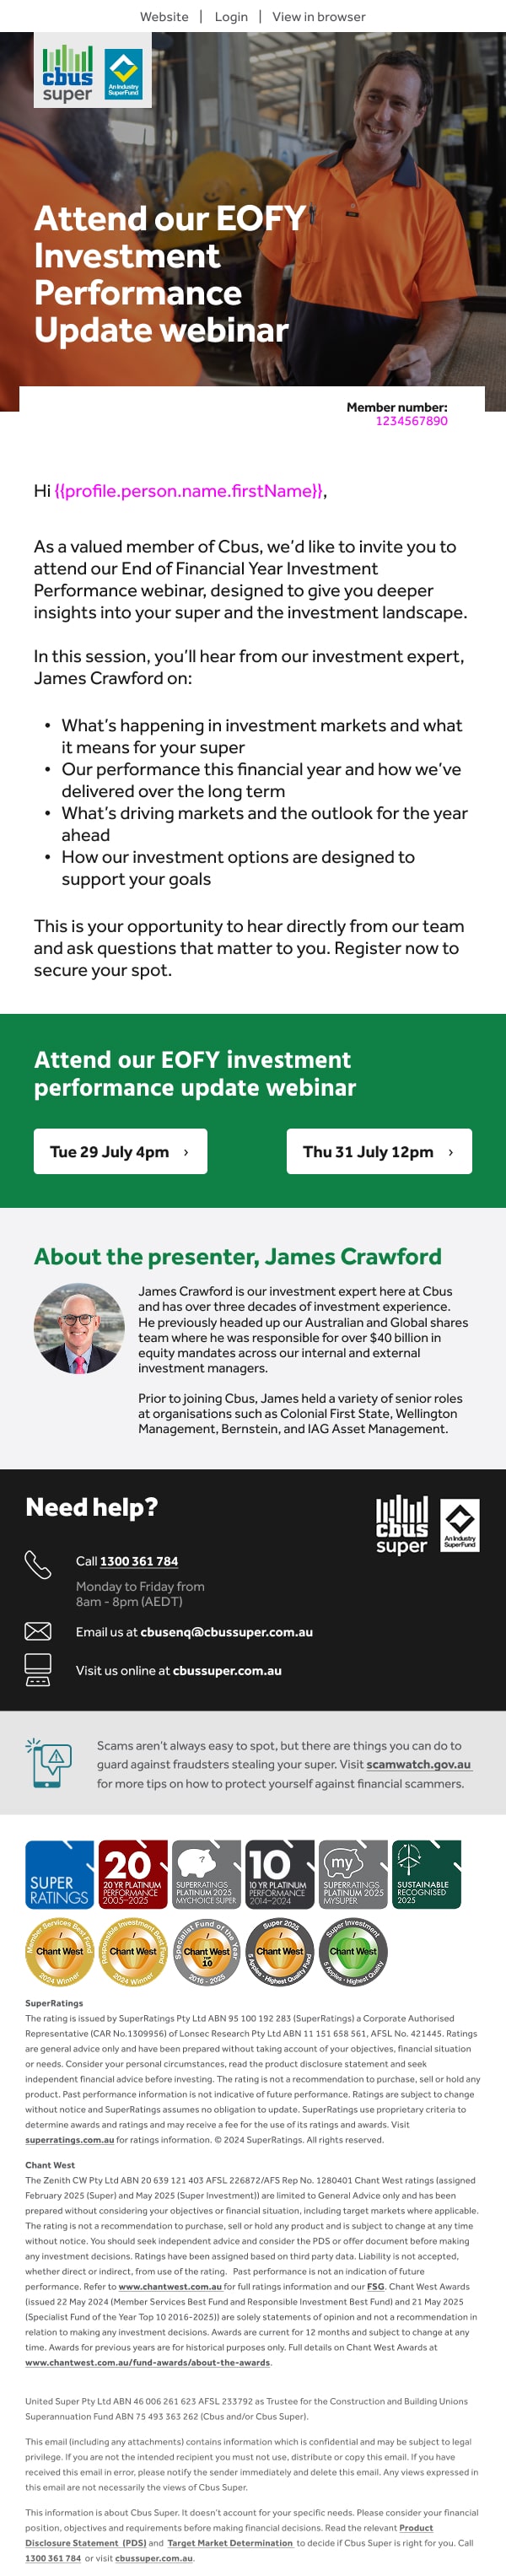 Website | Login | View in browser
cbus
super
An Industry
SuperFund
Attend our EOFY
Investment
Performance
Update webinar
Member number:
1234567890
Hi {{profile.person.name.firstName}},
As a valued member of Cbus, we’d like to invite you to
attend our End of Financial Year Investment
Performance webinar, designed to give you deeper
insights into your super and the investment landscape.
In this session, you’ll hear from our investment expert,
James Crawford on:
• What’s happening in investment markets and what
it means for your super
• Our performance this financial year and how we’ve
delivered over the long term
• What’s driving markets and the outlook for the year
ahead
• How our investment options are designed to
support your goals
This is your opportunity to hear directly from our team
and ask questions that matter to you. Register now to
secure your spot.
Attend our EOFY investment
performance update webinar
Tue 29 July 4pm ›
Thu 31 July 12pm ›
About the presenter, James Crawford
James Crawford is our investment expert here at Cbus
and has over three decades of investment experience.
He previously headed up our Australian and Global shares
team where he was responsible for over $40 billion in
equity mandates across our internal and external
investment managers.
Prior to joining Cbus, James held a variety of senior roles
at organisations such as Colonial First State, Wellington
Management, Bernstein, and IAG Asset Management.
Need help?
cbus
super
An Industry
SuperFund
Call 1300 361 784
Monday to Friday from
8am - 8pm (AEDT)
Email us at cbusenq@cbussuper.com.au
Visit us online at cbussuper.com.au
Scams aren’t always easy to spot, but there are things you can do to
guard against fraudsters stealing your super. Visit scamwatch.gov.au
for more tips on how to protect yourself against financial scammers.
SUPER
RATINGS
20
20 YR PLATINUM
PERFORMANCE
2005–2025
?
SUPERRATINGS
PLATINUM 2025
MYCHOICE SUPER
10
10 YR PLATINUM
PERFORMANCE
2014–2024
my
SUPERRATINGS
PLATINUM 2025
MYSUPER
SUSTAINABLE
RECOGNISED
2025
Member Services Best Fund
Chant West
2024 Winner
Responsible Investment Best Fund
Chant West
2024 Winner
Specialist Fund of the Year
Chant West
TOP
10
2016 - 2025
Super 2025
Chant West
5 Apples - Highest Quality Fund
Super Investment
Chant West
5 Apples - Highest Quality
SuperRatings
The rating is issued by SuperRatings Pty Ltd ABN 95 100 192 283 (SuperRatings) a Corporate Authorised
Representative (CAR No.1309956) of Lonsec Research Pty Ltd ABN 11 151 658 561, AFSL No. 421445. Ratings
are general advice only and have been prepared without taking account of your objectives, financial situation
or needs. Consider your personal circumstances, read the product disclosure statement and seek
independent financial advice before investing. The rating is not a recommendation to purchase, sell or hold any
product. Past performance information is not indicative of future performance. Ratings are subject to change
without notice and SuperRatings assumes no obligation to update. SuperRatings use proprietary criteria to
determine awards and ratings and may receive a fee for the use of its ratings and awards. Visit
superratings.com.au for ratings information. © 2024 SuperRatings. All rights reserved.
Chant West
The Zenith CW Pty Ltd ABN 20 639 121 403 AFSL 226872/AFS Rep No. 1280401 Chant West ratings (assigned
February 2025 (Super) and May 2025 (Super Investment)) are limited to General Advice only and has been
prepared without considering your objectives or financial situation, including target markets where applicable.
The rating is not a recommendation to purchase, sell or hold any product and is subject to change at any time
without notice. You should seek independent advice and consider the PDS or offer document before making
any investment decisions. Ratings have been assigned based on third party data. Liability is not accepted,
whether direct or indirect, from use of the rating. Past performance is not an indication of future
performance. Refer to www.chantwest.com.au for full ratings information and our FSG. Chant West Awards
(issued 22 May 2024 (Member Services Best Fund and Responsible Investment Best Fund) and 21 May 2025
(Specialist Fund of the Year Top 10 2016-2025)) are solely statements of opinion and not a recommendation in
relation to making any investment decisions. Awards are current for 12 months and subject to change at any
time. Awards for previous years are for historical purposes only. Full details on Chant West Awards at
www.chantwest.com.au/fund-awards/about-the-awards.
United Super Pty Ltd ABN 46 006 261 623 AFSL 233792 as Trustee for the Construction and Building Unions
Superannuation Fund ABN 75 493 363 262 (Cbus and/or Cbus Super).
This email (including any attachments) contains information which is confidential and may be subject to legal
privilege. If you are not the intended recipient you must not use, distribute or copy this email. If you have
received this email in error, please notify the sender immediately and delete this email. Any views expressed in
this email are not necessarily the views of Cbus Super.
This information is about Cbus Super. It doesn’t account for your specific needs. Please consider your financial
position, objectives and requirements before making financial decisions. Read the relevant Product
Disclosure Statement (PDS) and Target Market Determination to decide if Cbus Super is right for you. Call
1300 361 784 or visit cbussuper.com.au.